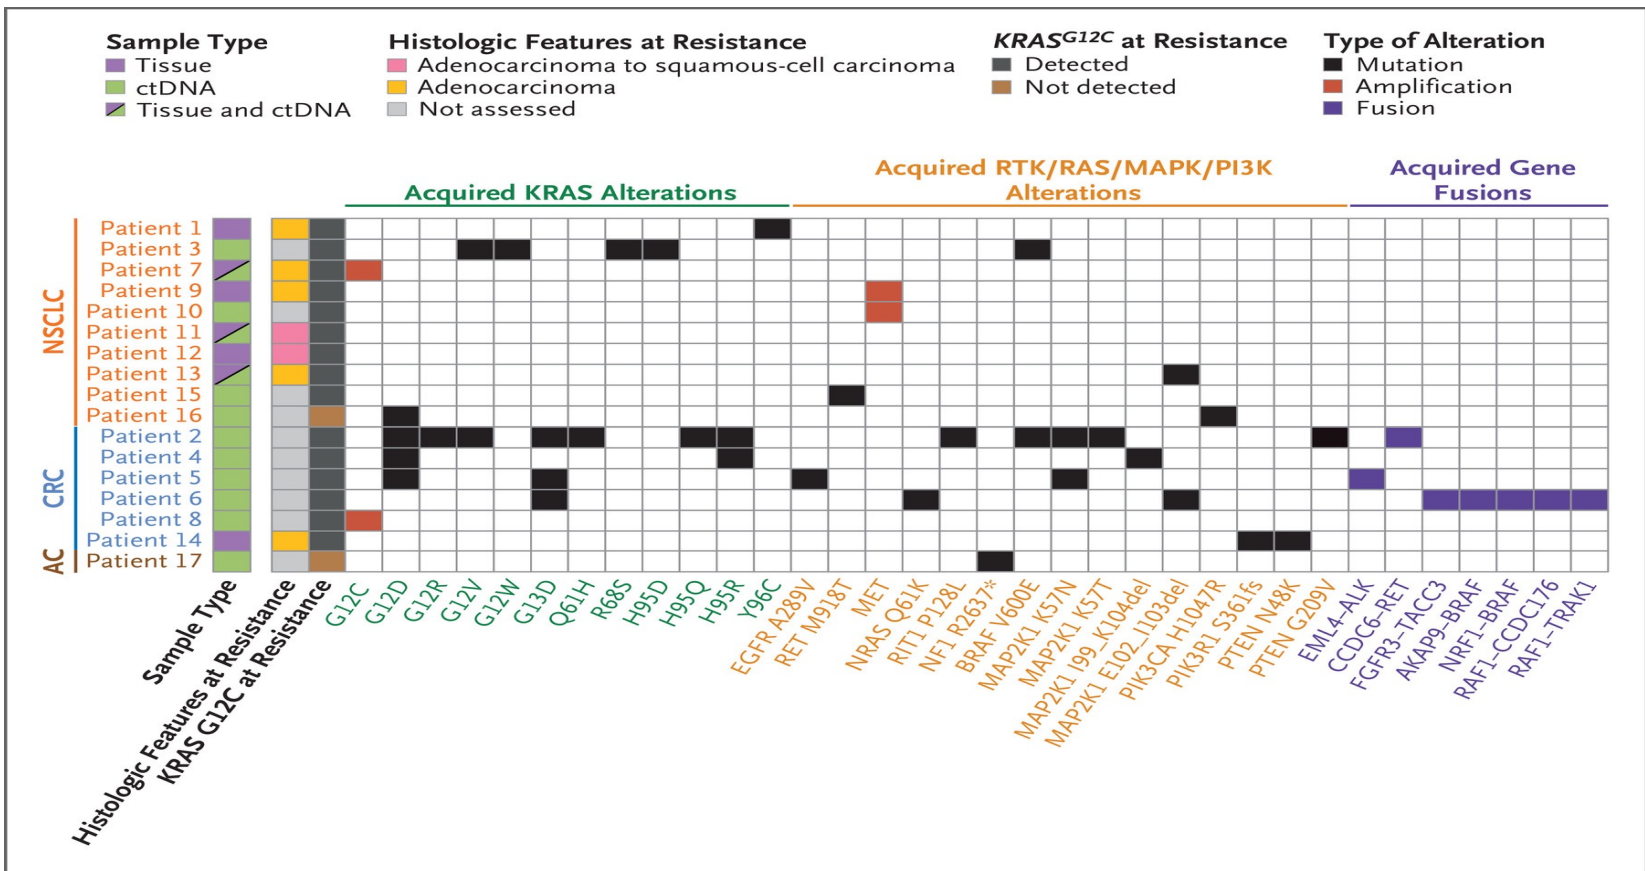 Sample Type
Tissue
ctDNA
Tissue and ctDNA
Histologic Features at Resistance
Adenocarcinoma to squamous-cell carcinoma
Adenocarcinoma
Not assessed
KRASG12C at Resistance
Detected
Not detected
Type of Alteration
Mutation
Amplification
Fusion
Acquired KRAS Alterations
Acquired RTK/RAS/MAPK/PI3K
Alterations
Acquired Gene
Fusions
NSCLC
Patient 1
Patient 3
Patient 7
Patient 9
Patient 10
Patient 11
Patient 12
Patient 13
Patient 15
Patient 16
CRC
Patient 2
Patient 4
Patient 5
Patient 6
Patient 8
Patient 14
AC
Patient 17
Sample Type
Histologic Features at Resistance
KRAS G12C at Resistance
G12C
G12D
G12R
G12V
G12W
G13D
Q61H
R68S
H95D
H95Q
H95R
Y96C
EGFR A289V
RET M918T
MET
NRAS Q61K
RIT1 P128L
NF1 R2637*
BRAF V600E
MAP2K1 K57N
MAP2K1 K57T
MAP2K1 I99_K104del
MAP2K1 E102_I103del
PIK3CA H1047R
PIK3R1 S361fs
PTEN N48K
PTEN G209V
EML4–ALK
CCDC6–RET
FGFR3–TACC3
AKAP9–BRAF
NRF1–BRAF
RAF1–CCDC176
RAF1–TRAK1